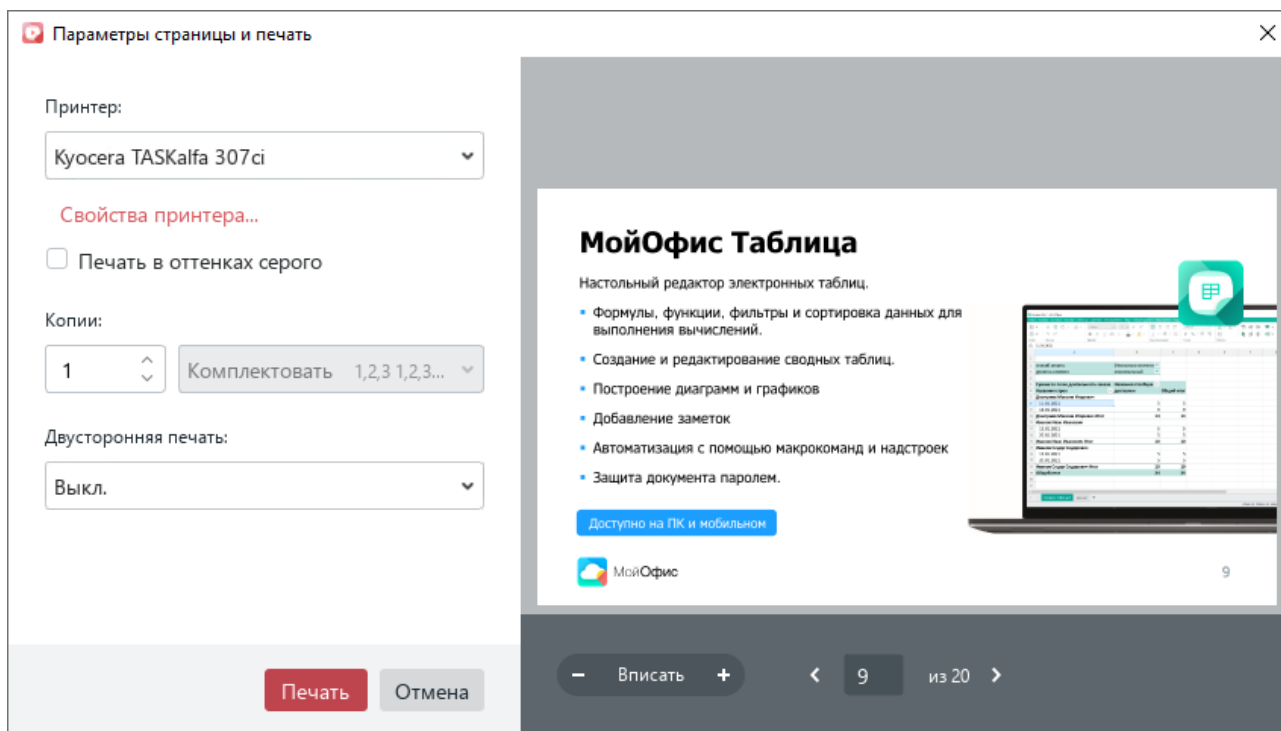 Параметры страницы и печать
Принтер:
Kyocera TASKalfa 307ci
Свойства принтера...
Печать в оттенках серого
Копии:
1
Комплектовать 1,2,3 1,2,3...
Двусторонняя печать:
Выкл.
Печать
Отмена
МойОфис Таблица
Настольный редактор электронных таблиц.
Формулы, функции, фильтры и сортировка данных для
выполнения вычислений.
Создание и редактирование сводных таблиц.
Построение диаграмм и графиков
Добавление заметок
Автоматизация с помощью макрокоманд и надстроек
Защита документа паролем.
Доступно на ПК и мобильном
МойОфис
9
Вписать
9 из 20